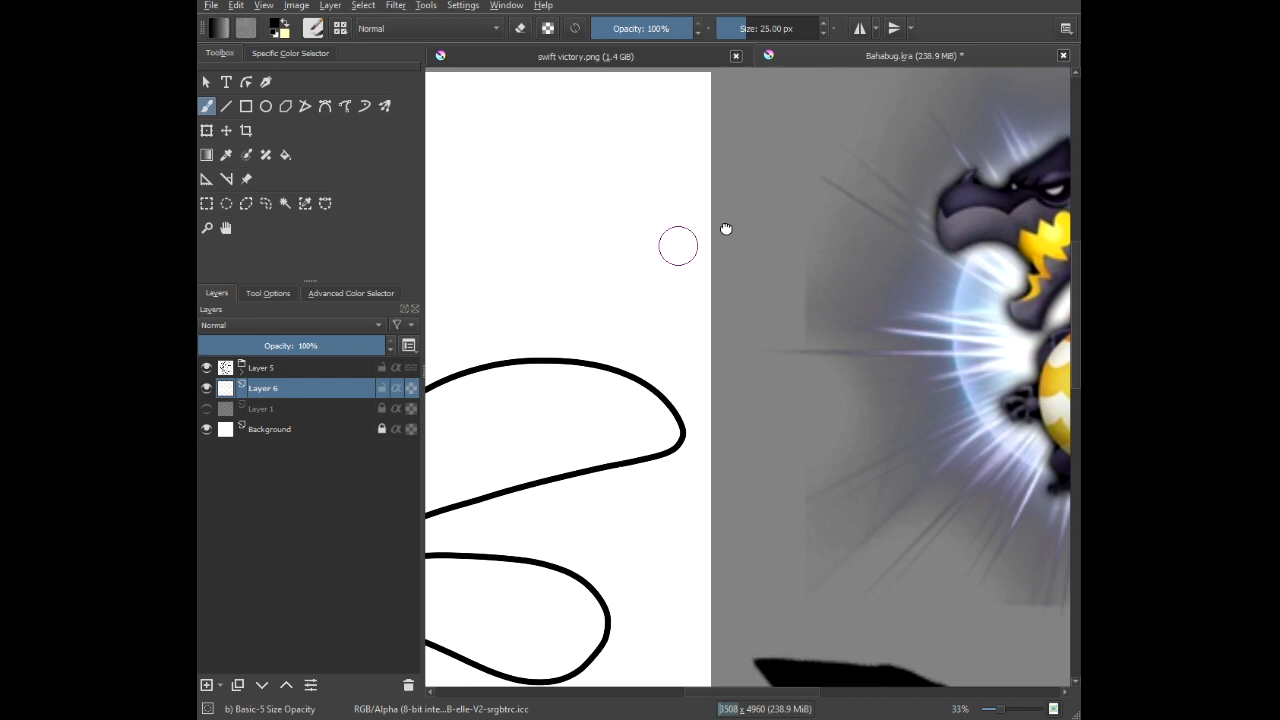 File Edit View Image Layer Select Filter Tools Settings Window Help
Normal Opacity: 100% Size: 25.00 px
Toolbox Specific Color Selector
swift victory.png (1.4 GiB) Bahabug.kra (238.9 MiB) *
Layers Tool Options Advanced Color Selector
Layers
Normal
Opacity: 100%
Layer 5
Layer 6
Layer 1
Background
b) Basic-5 Size Opacity RGB/Alpha (8-bit inte...B-elle-V2-srgbtrc.icc 3508 x 4960 (238.9 MiB) 33%